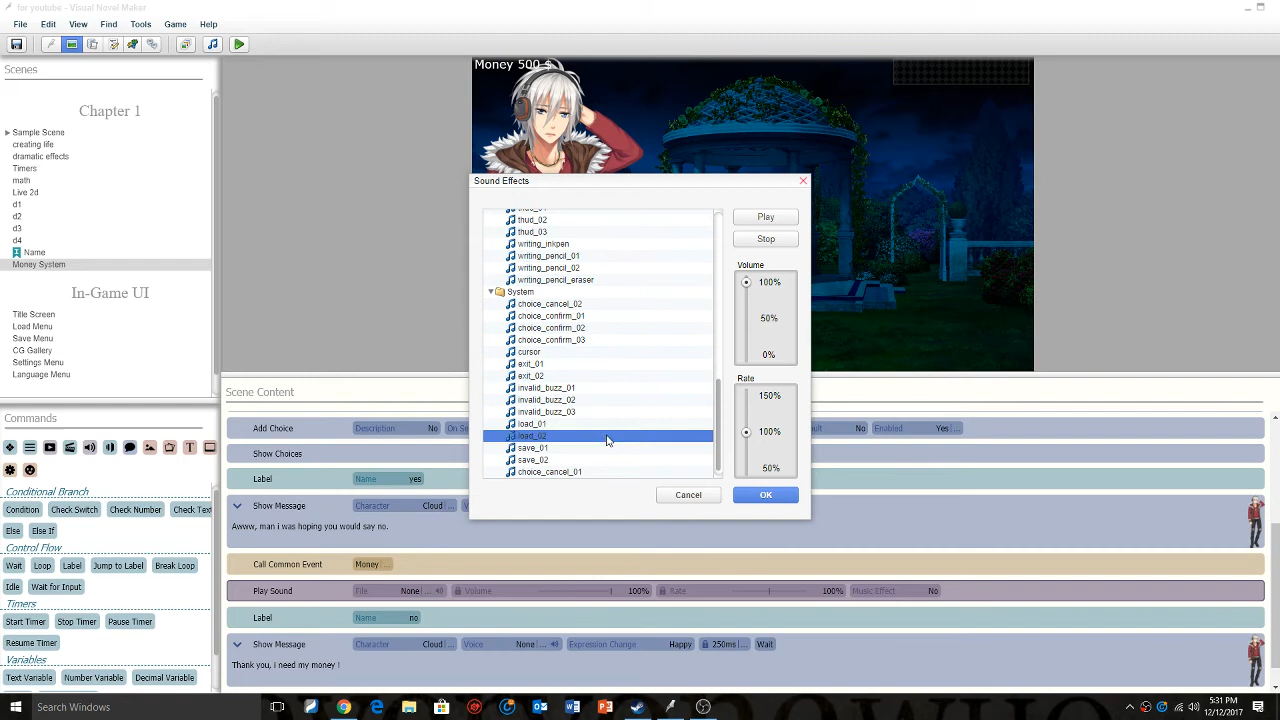 for youtube - Visual Novel Maker
File Edit View Find Tools Game Help
Scenes
Chapter 1
Sample Scene
creating life
dramatic effects
Timers
math
Live 2d
d1
d2
d3
d4
Name
Money System
In-Game UI
Title Screen
Load Menu
Save Menu
CG Gallery
Settings Menu
Language Menu
Commands
Conditional Branch
Condition Check Switch Check Number Check Text
Else Else If
Control Flow
Wait Loop Label Jump to Label Break Loop
Idle Wait for Input
Timers
Start Timer Stop Timer Pause Timer
Resume Timer
Variables
Text Variable Number Variable Decimal Variable
Money 500 $
Sound Effects
thud_02
thud_03
writing_inkpen
writing_pencil_01
writing_pencil_02
writing_pencil_eraser
System
choice_cancel_02
choice_confirm_01
choice_confirm_02
choice_confirm_03
cursor
exit_01
exit_02
invalid_buzz_01
invalid_buzz_02
invalid_buzz_03
load_01
load_02
save_01
save_02
choice_cancel_01
Play
Stop
Volume
100%
50%
0%
Rate
150%
100%
50%
Cancel OK
Scene Content
Add Choice Description No Enabled Yes ...
Show Choices
Label Name yes
Show Message Character Cloud ...
Awww, man i was hoping you would say no.
Call Common Event Money ...
Play Sound File None ... Volume 100% Rate 100% Music Effect No
Label Name no
Show Message Character Cloud ... Voice None ... Expression Change Happy 250ms ... Wait
Thank you, i need my money !
Search Windows
5:31 PM
12/12/2017